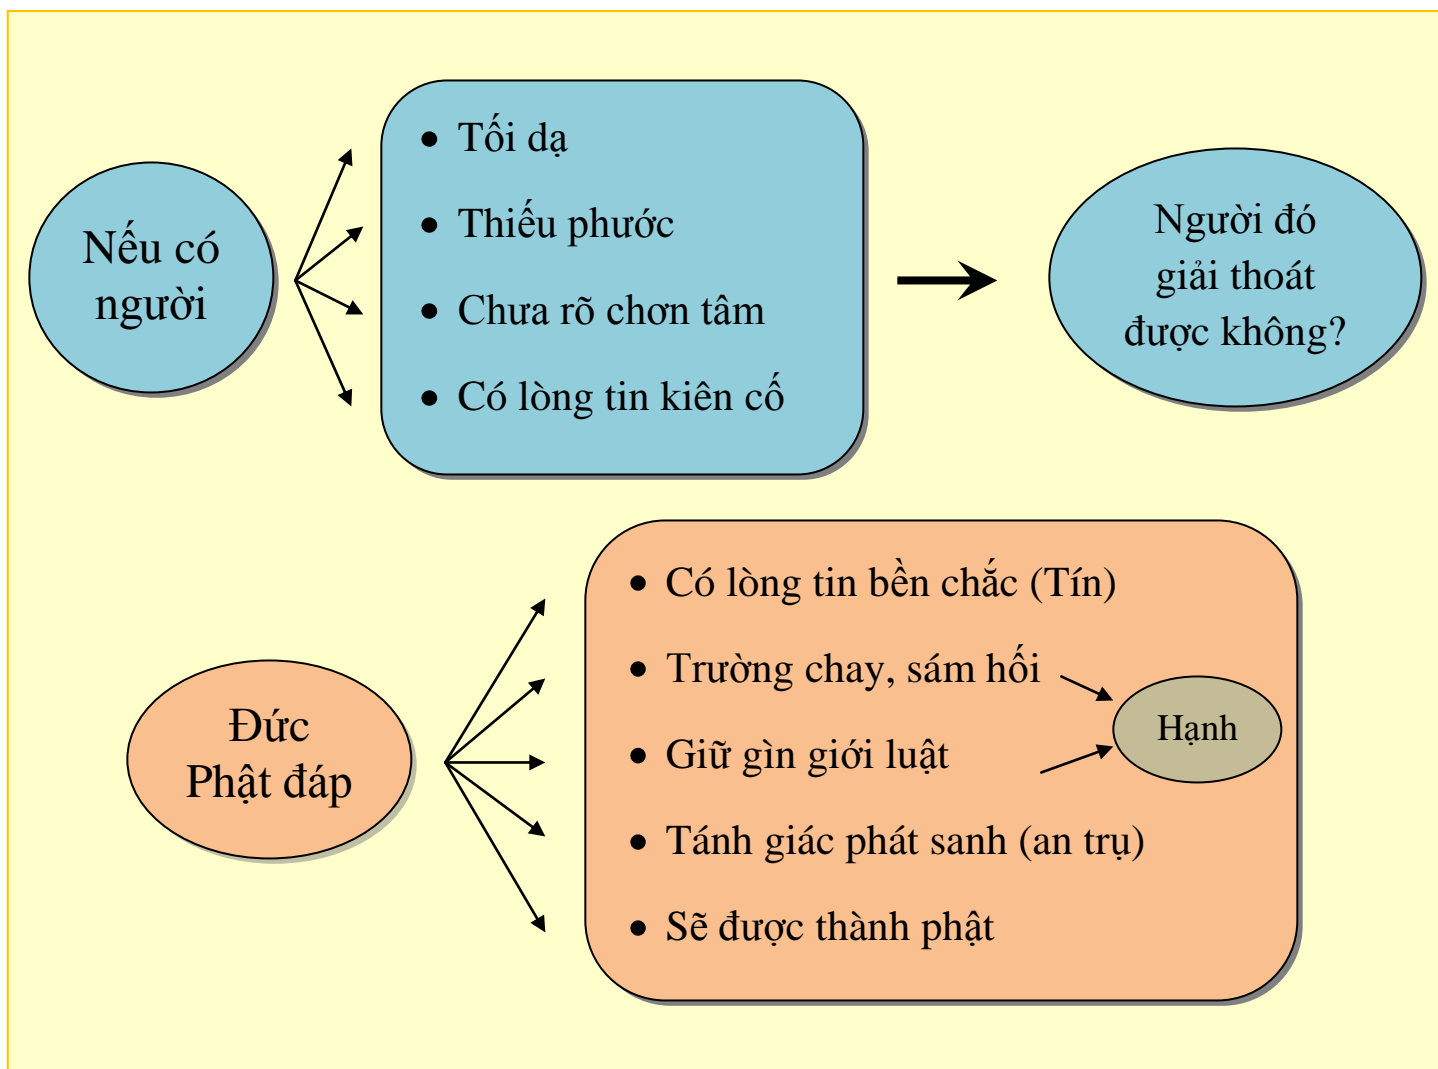 Nếu có
người
• Tối dạ
• Thiếu phước
• Chưa rõ chơn tâm
• Có lòng tin kiên cố
Người đó
giải thoát
được không?
Đức
Phật đáp
• Có lòng tin bền chắc (Tín)
• Trường chay, sám hối
• Giữ gìn giới luật
• Tánh giác phát sanh (an trụ)
• Sẽ được thành phật
Hạnh